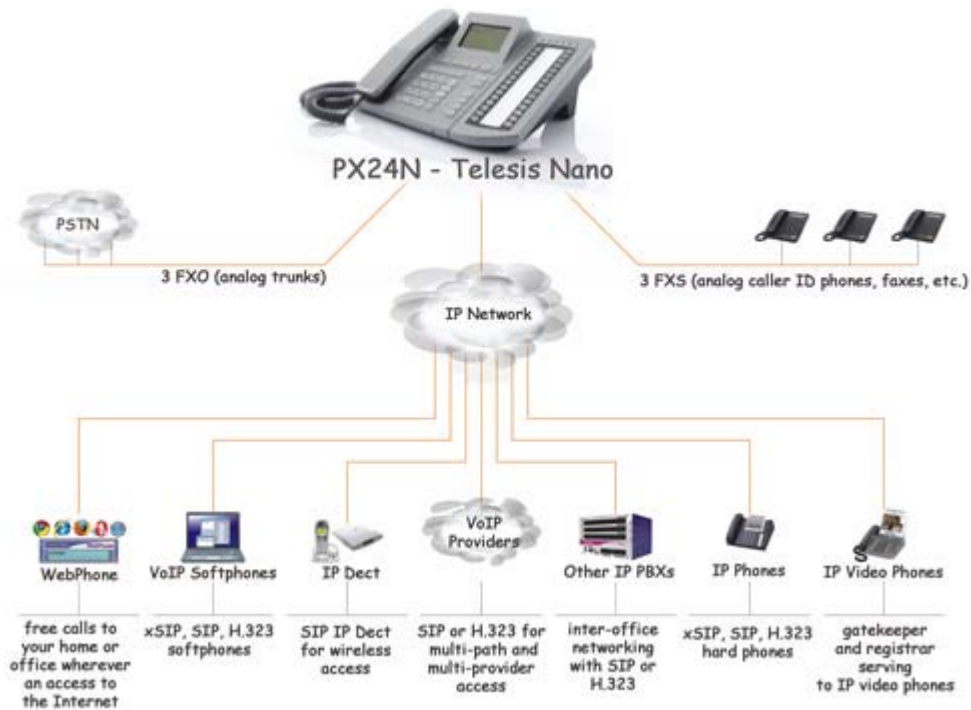 PX24N - Telesis Nano
PSTN
3 FXO (analog trunks)
3 FXS (analog caller ID phones, faxes, etc.)
IP Network
WebPhone
free calls to
your home or
office wherever
an access to
the Internet
VoIP Softphones
xSIP, SIP, H.323
softphones
IP Dect
SIP IP Dect
for wireless
access
VoIP
Providers
SIP or H.323 for
multi-path and
multi-provider
access
Other IP PBXs
inter-office
networking
with SIP or
H.323
IP Phones
xSIP, SIP, H.323
hard phones
IP Video Phones
gatekeeper
and registrar
serving
to IP video phones